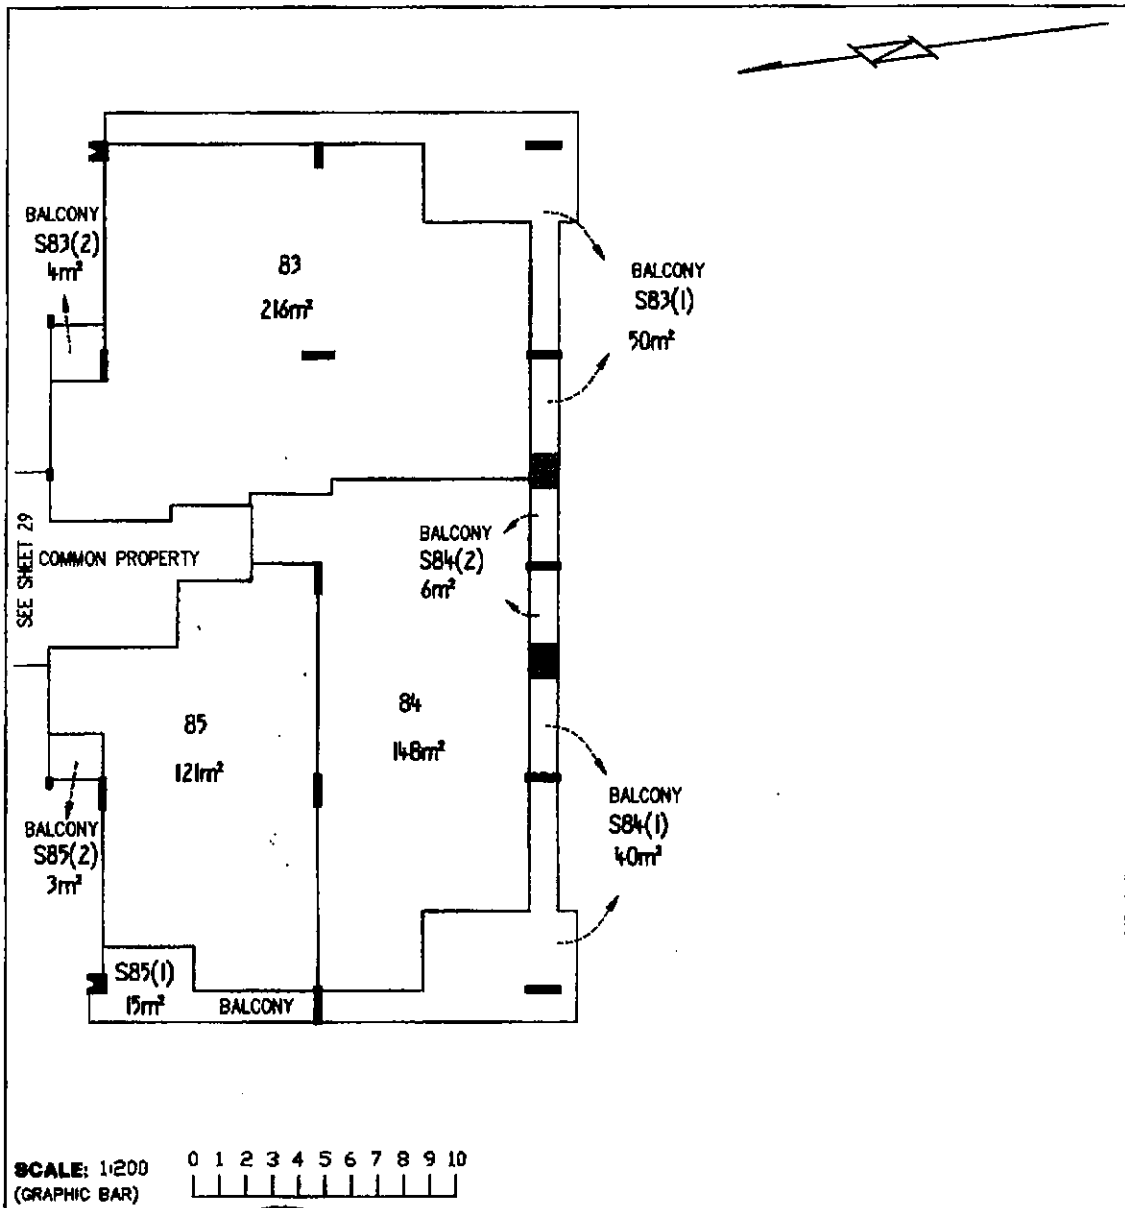 BALCONY
S83(2)
4m²
83
216m²
BALCONY
S83(1)
50m²
SEE SHEET 29
COMMON PROPERTY
BALCONY
S84(2)
6m²
85
121m²
84
148m²
BALCONY
S85(2)
3m²
BALCONY
S84(1)
40m²
S85(1)
15m²
BALCONY
SCALE: 1:200
(GRAPHIC BAR)
0 1 2 3 4 5 6 7 8 9 10